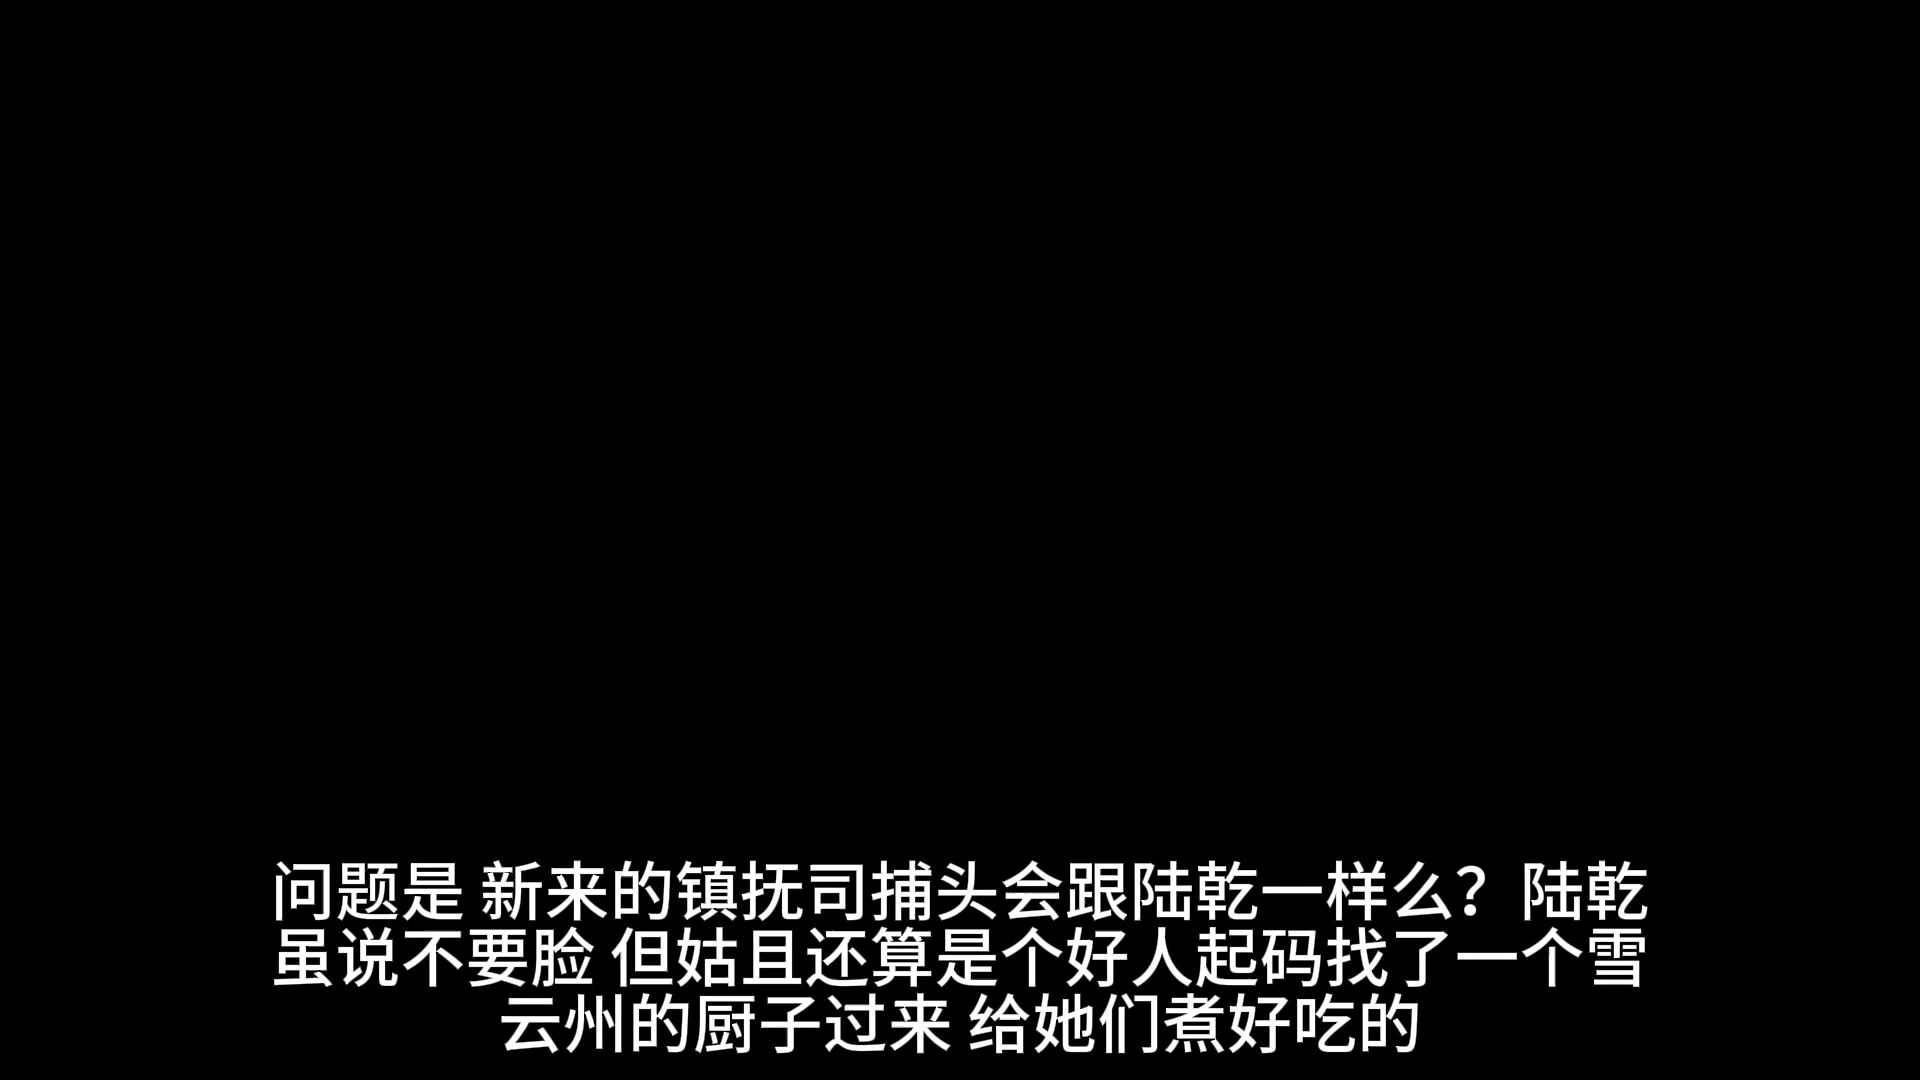 问题是 新来的镇抚司捕头会跟陆乾一样么？陆乾
虽说不要脸 但姑且还算是个好人起码找了一个雪
云州的厨子过来 给她们煮好吃的